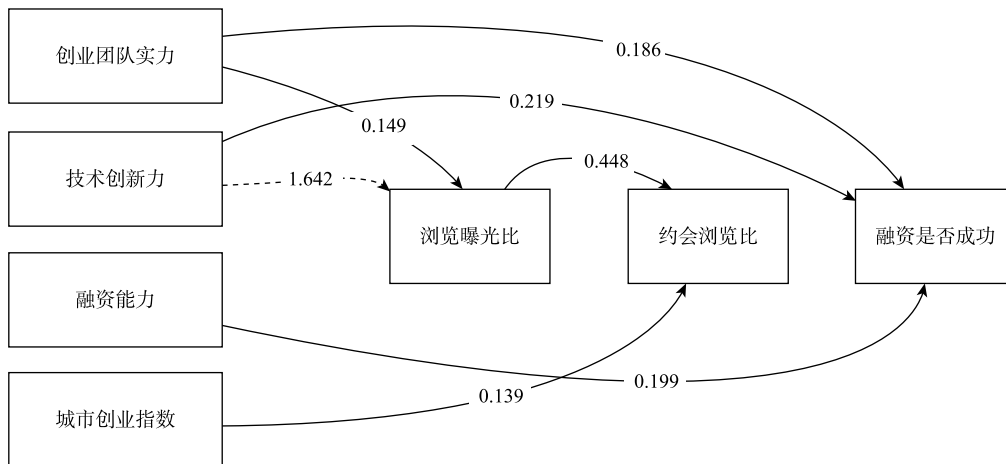 创业团队实力
0.186
0.219
0.149
技术创新力
1.642
0.448
浏览曝光比
约会浏览比
融资是否成功
融资能力
0.199
0.139
城市创业指数